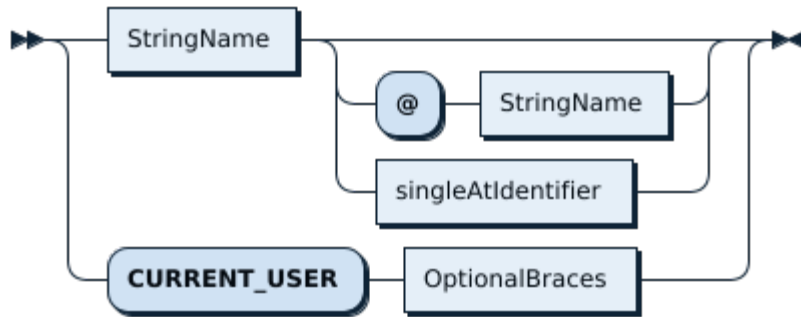 StringName
@ StringName
singleAtIdentifier
CURRENT_USER OptionalBraces